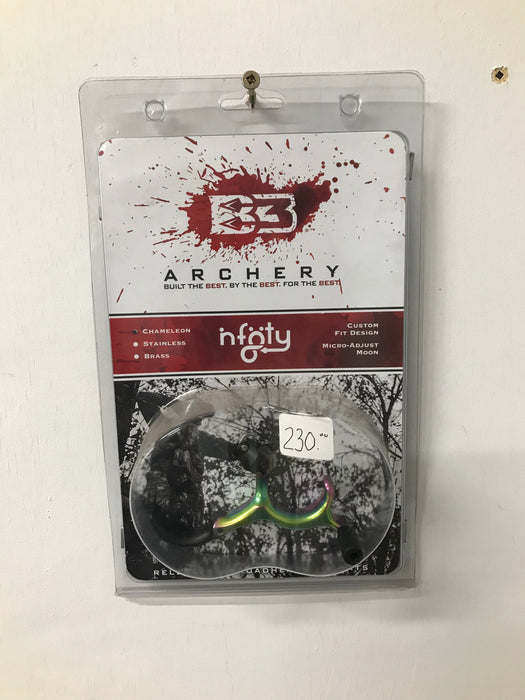 B3
ARCHERY
BUILT THE BEST. BY THE BEST. FOR THE BEST.
CHAMELEON
STAINLESS
BRASS
inföty
CUSTOM
FIT DESIGN
MICRO-ADJUST
MOON
230.00